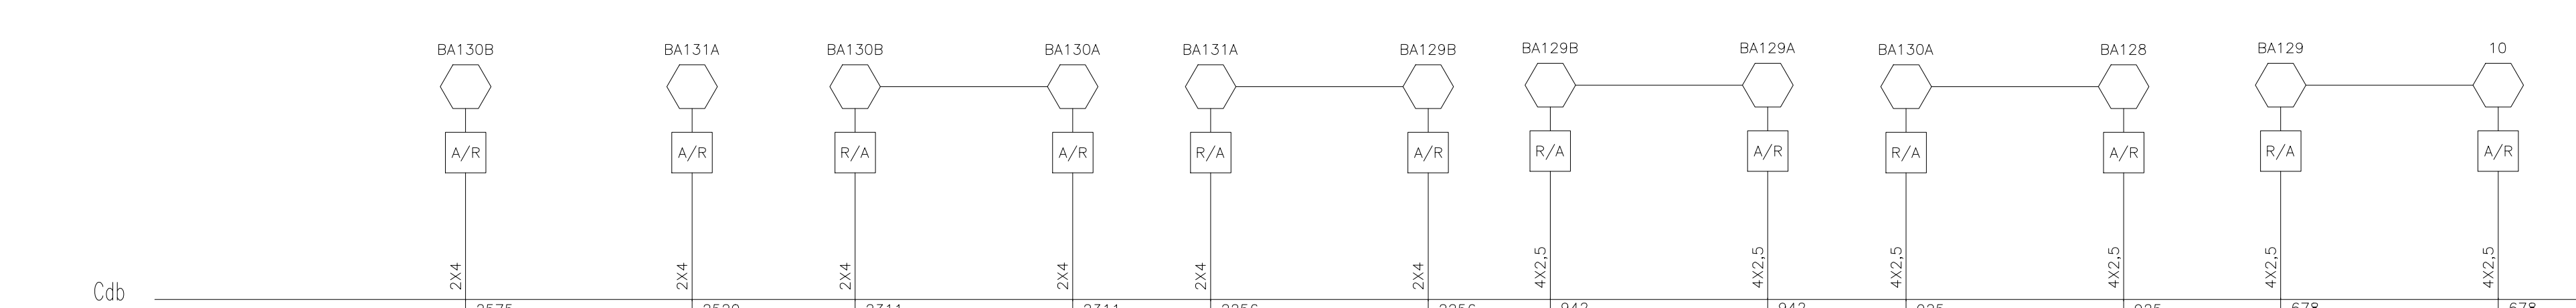 BA130B BA131A BA130B BA130A BA131A BA129B BA129B BA129A BA130A BA128 BA129 10
A/R A/R R/A A/R R/A A/R R/A A/R R/A A/R R/A A/R
2X4 2X4 2X4 2X4 2X4 2X4 4X2,5 4X2,5 4X2,5 4X2,5 4X2,5 4X2,5
Cdb